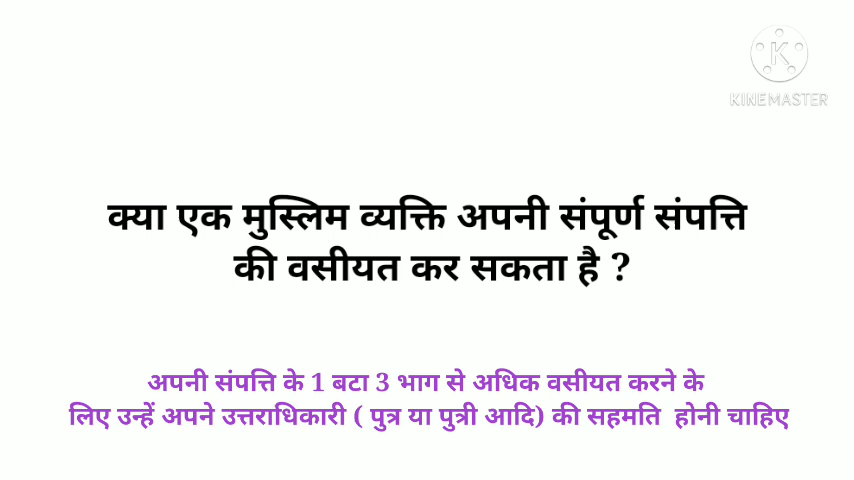 KINEMASTER
क्या एक मुस्लिम व्यक्ति अपनी संपूर्ण संपत्ति
की वसीयत कर सकता है ?
अपनी संपत्ति के 1 बटा 3 भाग से अधिक वसीयत करने के
लिए उन्हें अपने उत्तराधिकारी ( पुत्र या पुत्री आदि) की सहमति होनी चाहिए